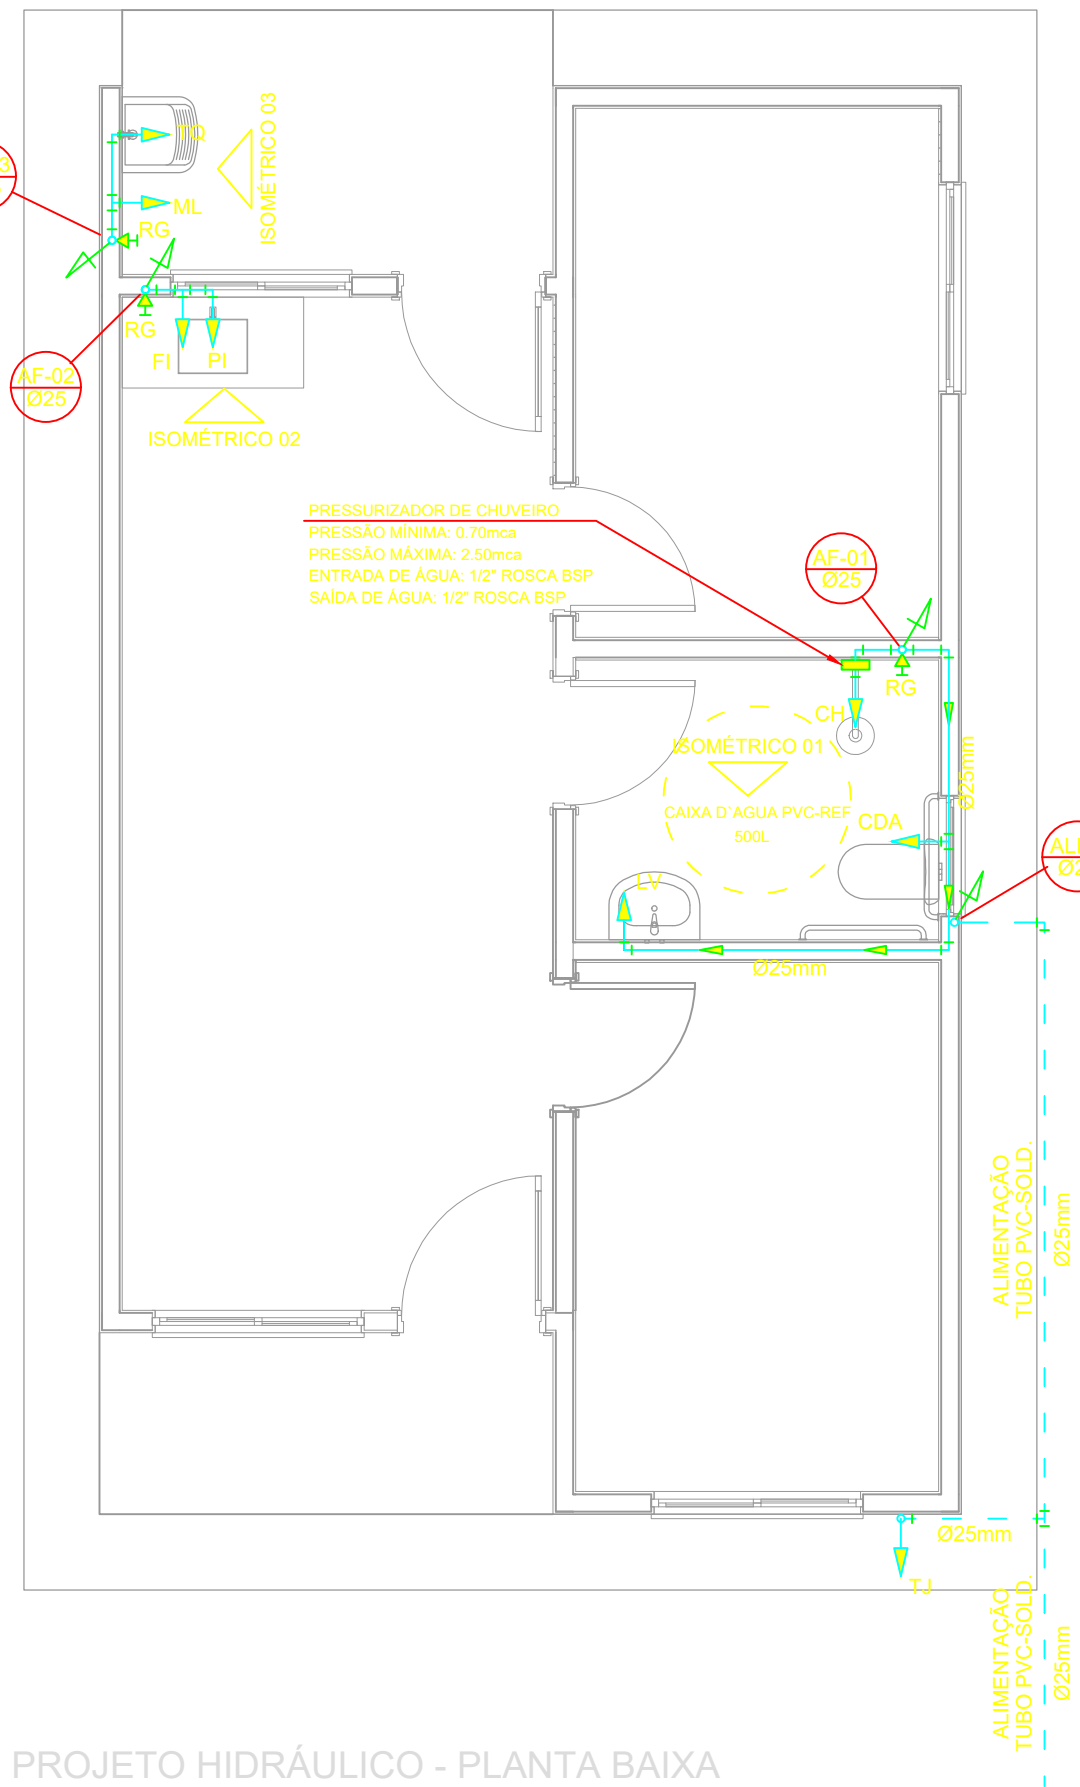 TQ
ISOMÉTRICO 03
ML
RG
RG
FI
PI
AF-02
Ø25
ISOMÉTRICO 02
PRESSURIZADOR DE CHUVEIRO
PRESSÃO MÍNIMA: 0.70mca
PRESSÃO MÁXIMA: 2.50mca
ENTRADA DE ÁGUA: 1/2" ROSCA BSP
SAÍDA DE ÁGUA: 1/2" ROSCA BSP
AF-01
Ø25
RG
CH
ISOMÉTRICO 01
Ø25mm
CAIXA D`AGUA PVC-REF
500L
CDA
LV
Ø25mm
ALIMENTAÇÃO
TUBO PVC-SOLD.
Ø25mm
Ø25mm
TJ
ALIMENTAÇÃO
TUBO PVC-SOLD.
Ø25mm
PROJETO HIDRÁULICO - PLANTA BAIXA